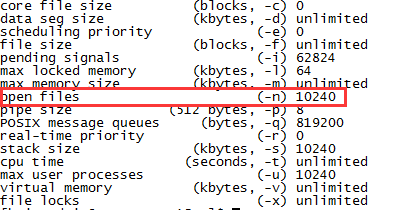 core file size (blocks, -c) 0
data seg size (kbytes, -d) unlimited
scheduling priority (-e) 0
file size (blocks, -f) unlimited
pending signals (-i) 62824
max locked memory (kbytes, -l) 64
max memory size (kbytes, -m) unlimited
open files (-n) 10240
pipe size (512 bytes, -p) 8
POSIX message queues (bytes, -q) 819200
real-time priority (-r) 0
stack size (kbytes, -s) 10240
cpu time (seconds, -t) unlimited
max user processes (-u) 10240
virtual memory (kbytes, -v) unlimited
file locks (-x) unlimited